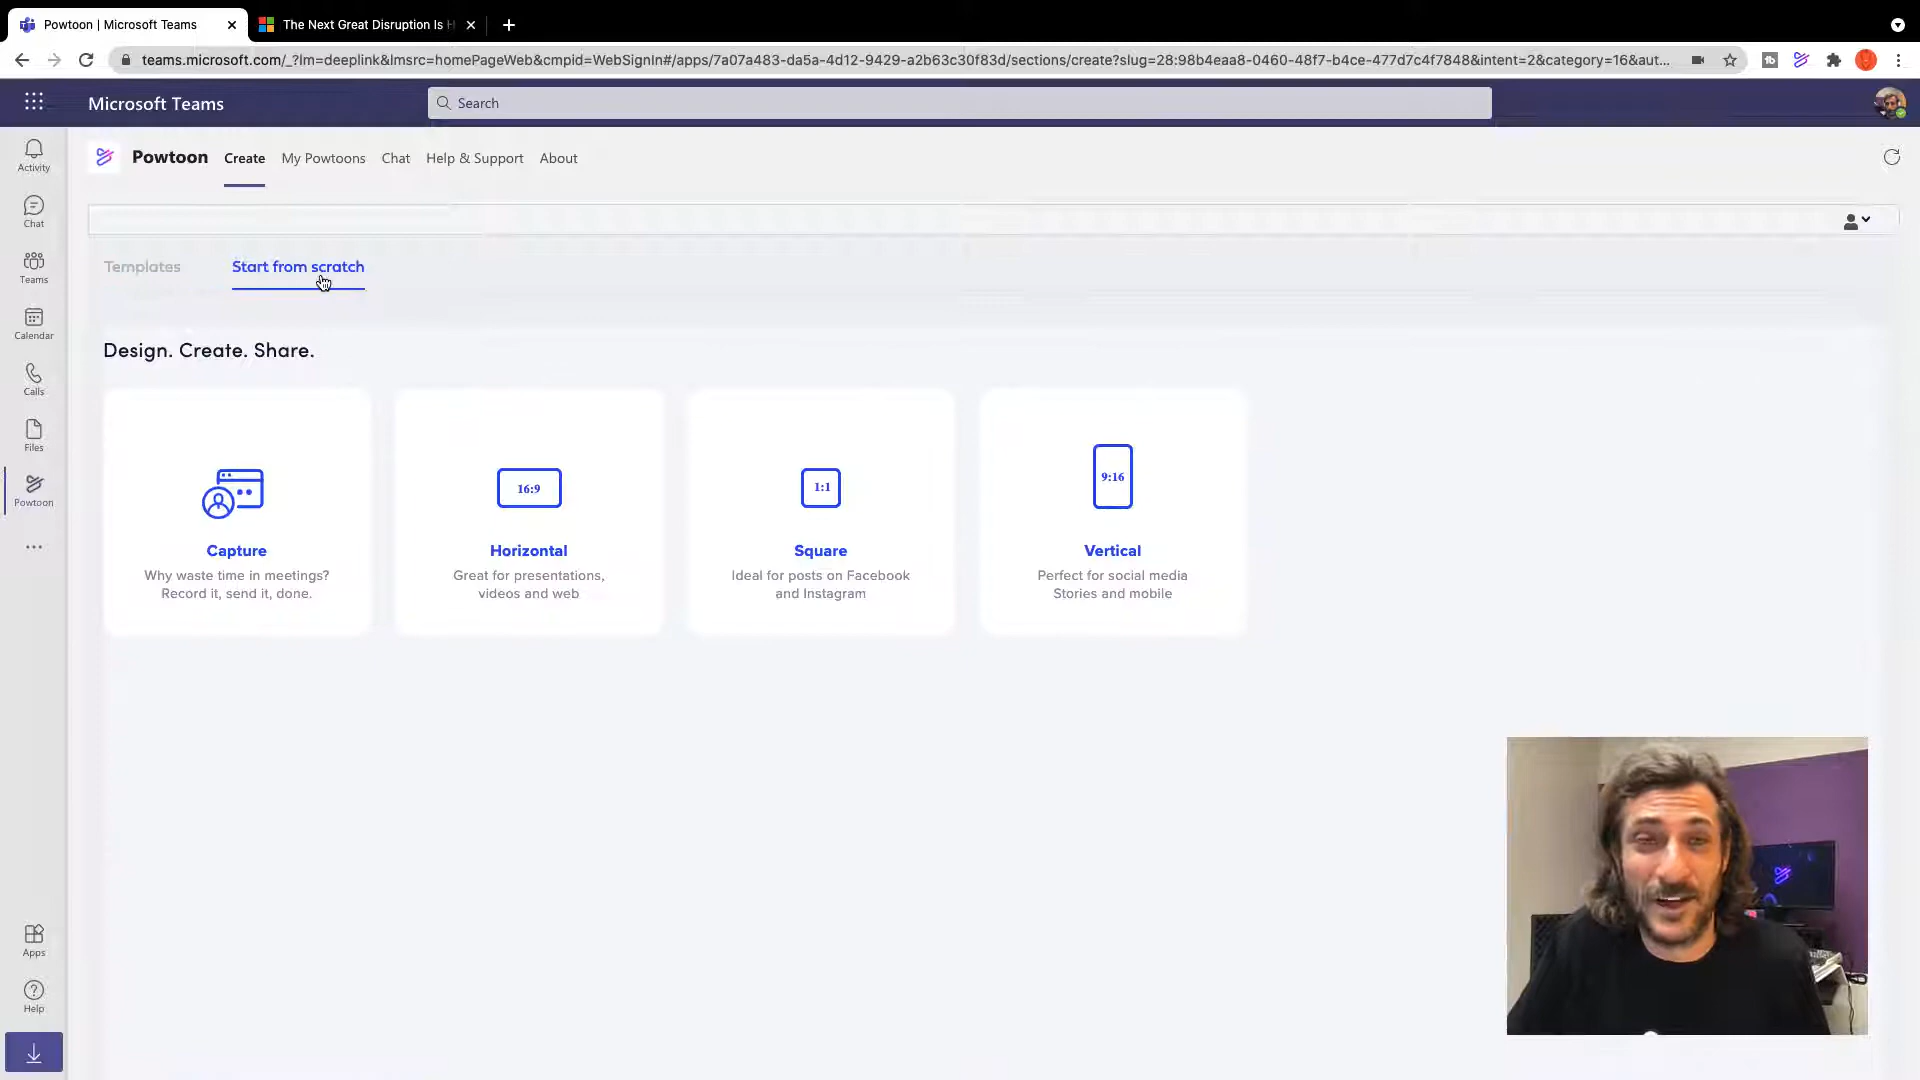 Powtoon | Microsoft Teams
The Next Great Disruption Is H
teams.microsoft.com/_?lm=deeplink&lmsrc=homePageWeb&cmpid=WebSignIn#/apps/7a07a483-da5a-4d12-9429-a2b63c30f83d/sections/create?slug=28:98b4eaa8-0460-48f7-b4ce-477d7c4f7848&intent=2&category=16&aut...
Microsoft Teams
Search
Activity
Chat
Teams
Calendar
Calls
Files
Powtoon
Apps
Help
Powtoon
Create
My Powtoons
Chat
Help & Support
About
Templates
Start from scratch
Design. Create. Share.
Capture
Why waste time in meetings?
Record it, send it, done.
16:9
Horizontal
Great for presentations,
videos and web
1:1
Square
Ideal for posts on Facebook
and Instagram
9:16
Vertical
Perfect for social media
Stories and mobile